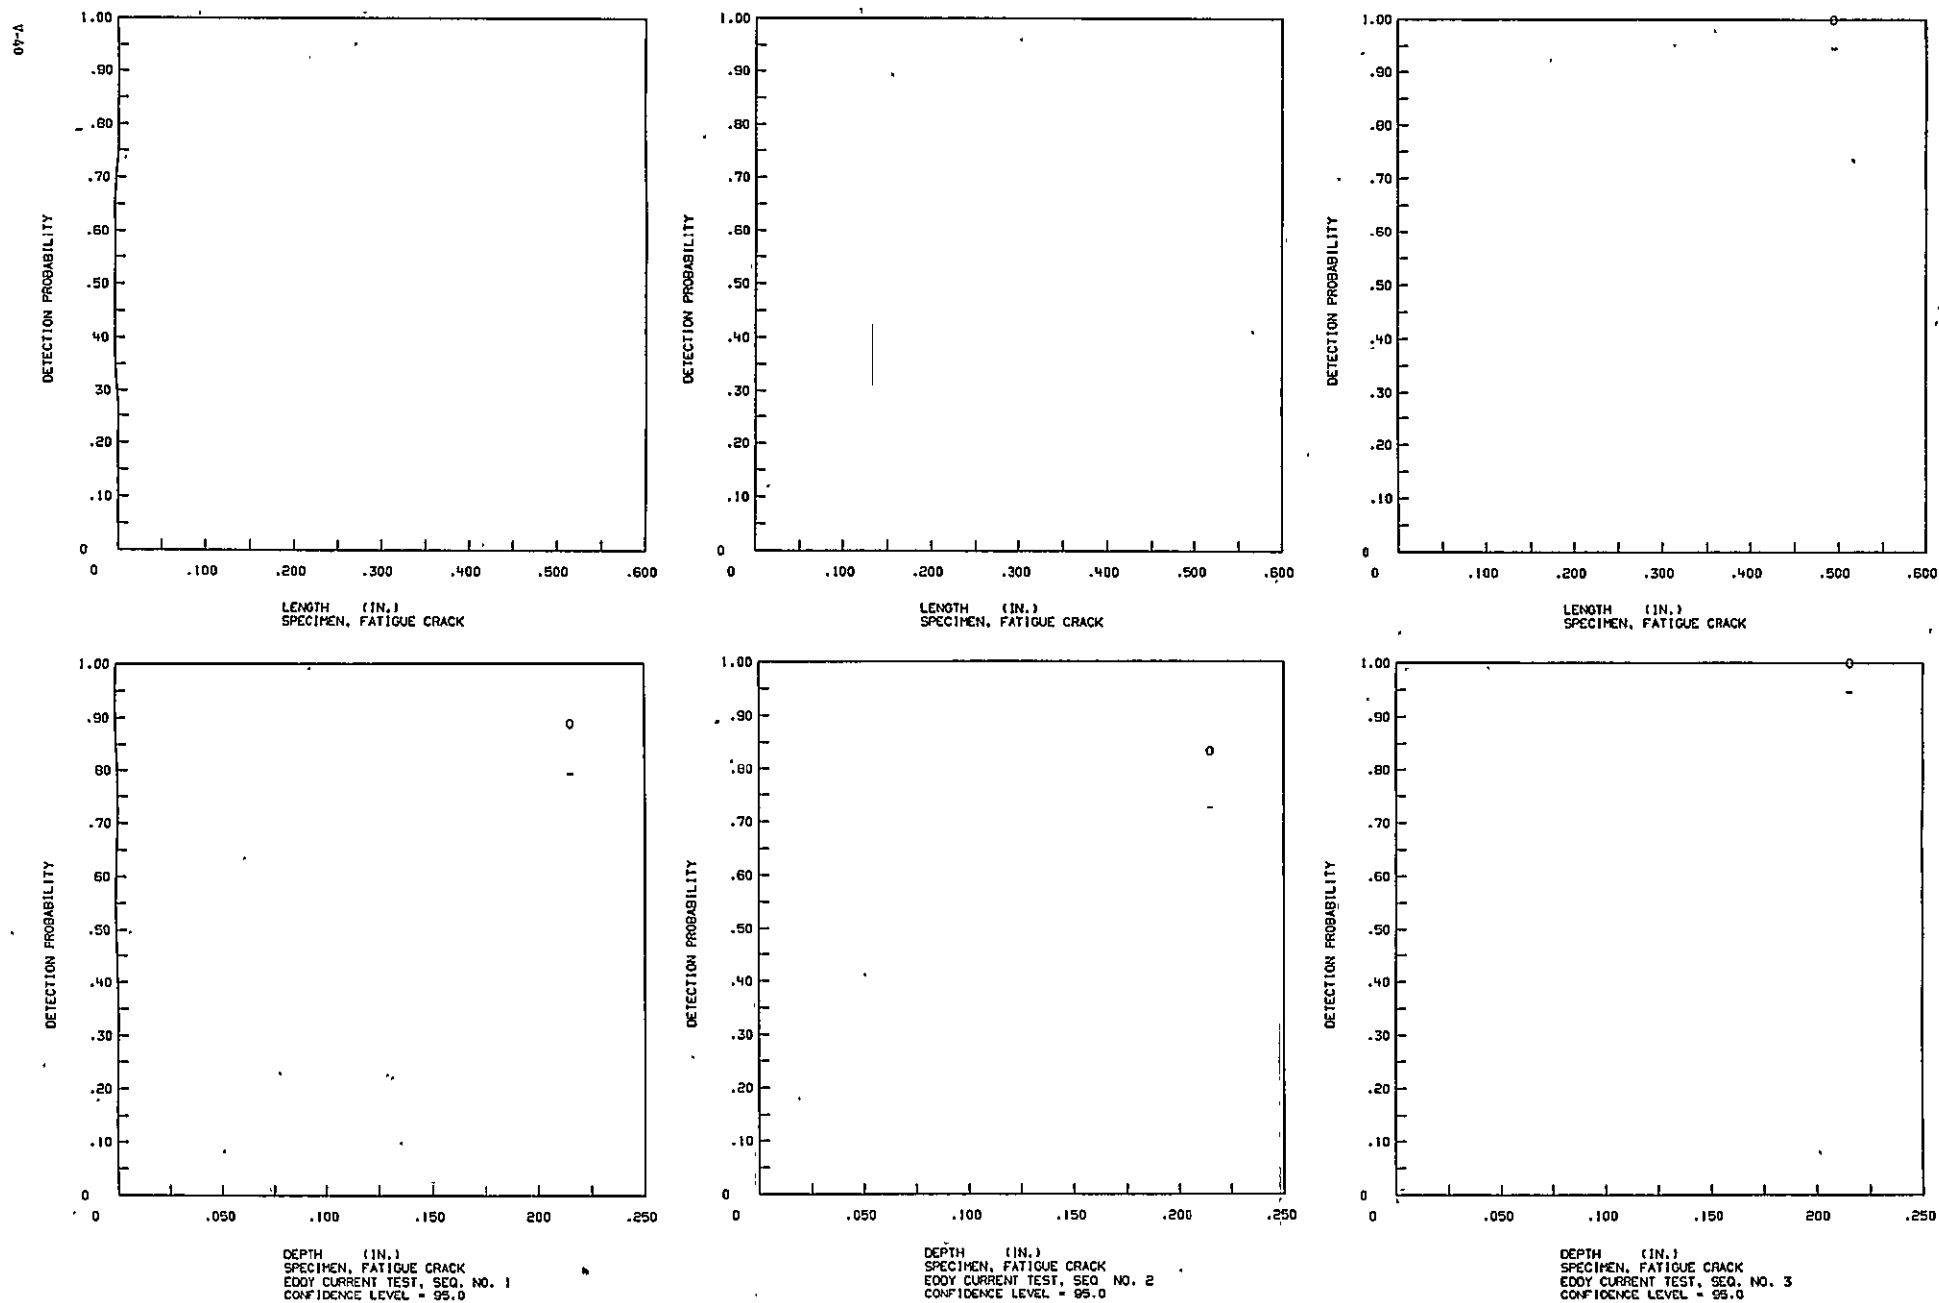 V-40
1.00
.90
.80
.70
.60
.50
.40
.30
.20
.10
0
DETECTION PROBABILITY
0 .100 .200 .300 .400 .500 .600
LENGTH (IN.)
SPECIMEN, FATIGUE CRACK
1.00
.90
.80
.70
.60
.50
.40
.30
.20
.10
0
DETECTION PROBABILITY
0 .100 .200 .300 .400 .500 .600
LENGTH (IN.)
SPECIMEN, FATIGUE CRACK
1.00
.90
.80
.70
.60
.50
.40
.30
.20
.10
0
DETECTION PROBABILITY
0 .100 .200 .300 .400 .500 .600
LENGTH (IN.)
SPECIMEN, FATIGUE CRACK
1.00
.90
80
.70
60
.50
.40
.30
.20
.10
0
DETECTION PROBABILITY
0 .050 .100 .150 200 .250
DEPTH (IN.)
SPECIMEN, FATIGUE CRACK
EDDY CURRENT TEST, SEQ. NO. 1
CONFIDENCE LEVEL = 95.0
1.00
.90
.80
.70
.60
.50
.40
.30
.20
.10
0
DETECTION PROBABILITY
0 .050 .100 .150 .200 .250
DEPTH (IN.)
SPECIMEN, FATIGUE CRACK
EDDY CURRENT TEST, SEQ NO. 2
CONFIDENCE LEVEL = 95.0
1.00
.90
.80
.70
.60
.50
.40
.30
.20
.10
0
DETECTION PROBABILITY
0 .050 .100 .150 .200 .250
DEPTH (IN.)
SPECIMEN, FATIGUE CRACK
EDDY CURRENT TEST, SEQ. NO. 3
CONFIDENCE LEVEL = 95.0